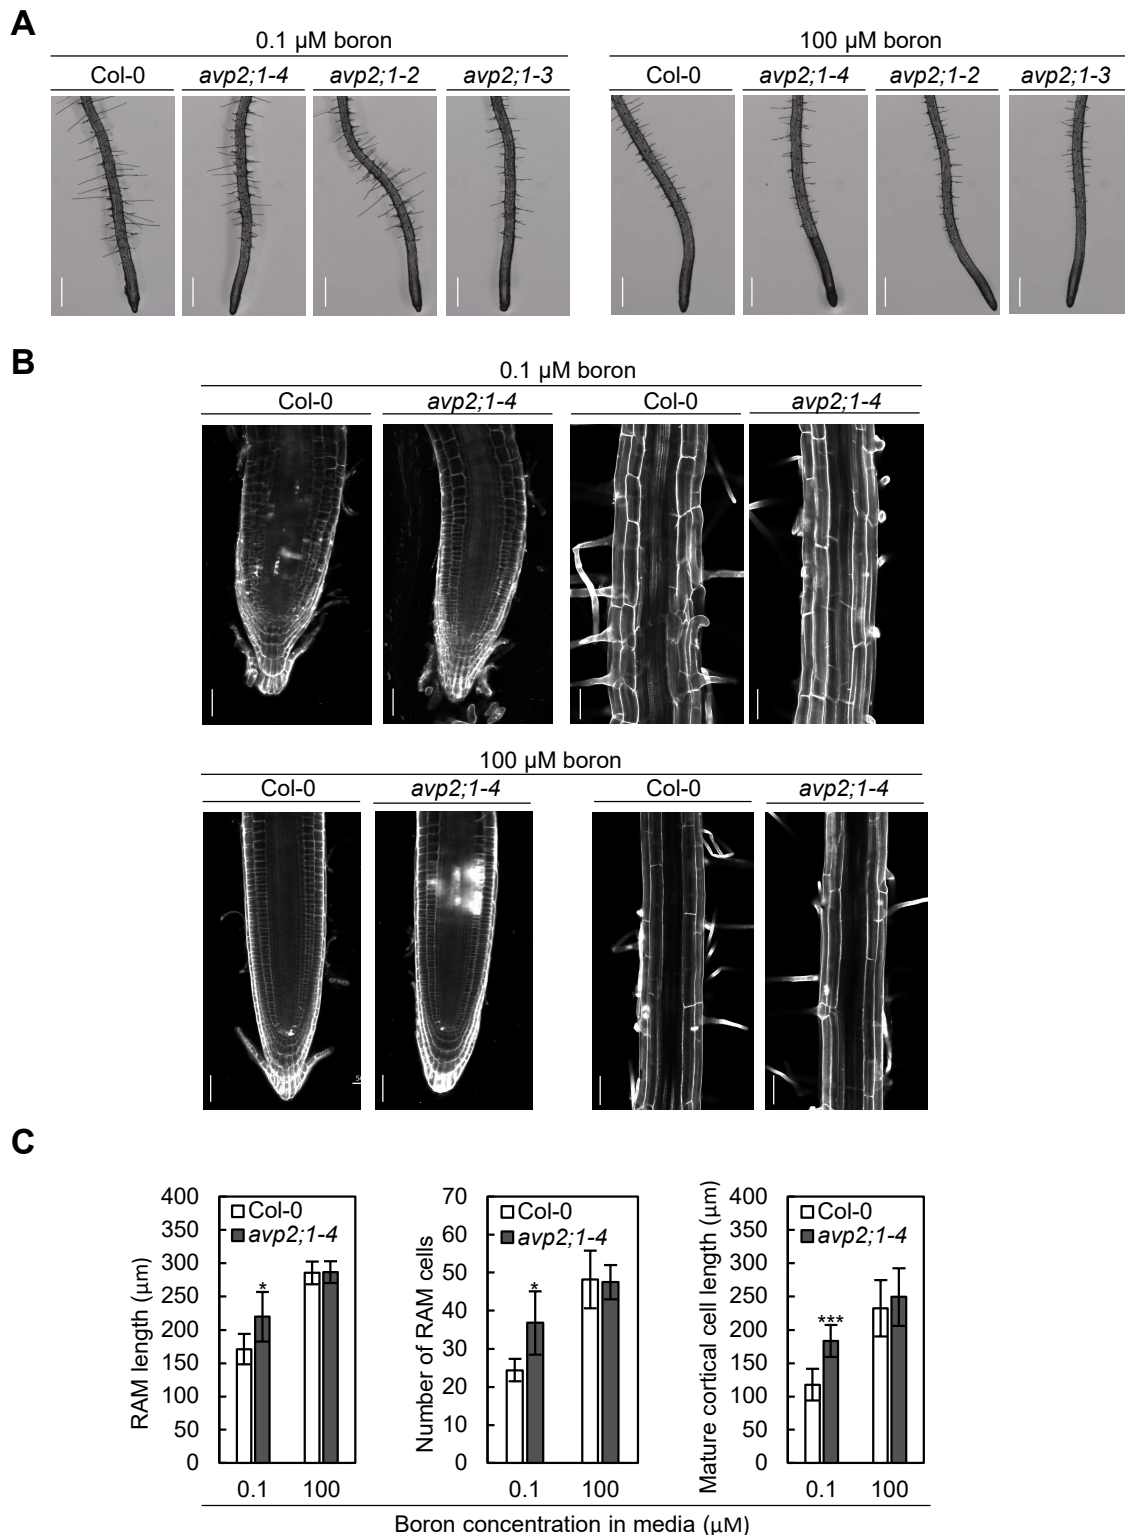 A
0.1 µM boron
100 µM boron
Col-0 avp2;1-4 avp2;1-2 avp2;1-3
Col-0 avp2;1-4 avp2;1-2 avp2;1-3
B
0.1 µM boron
Col-0 avp2;1-4 Col-0 avp2;1-4
100 µM boron
Col-0 avp2;1-4 Col-0 avp2;1-4
C
RAM length (µm)
400
350
300
250
200
150
100
50
0
Col-0
avp2;1-4
*
0.1 100
Number of RAM cells
70
60
50
40
30
20
10
0
Col-0
avp2;1-4
*
0.1 100
Mature cortical cell length (µm)
400
350
300
250
200
150
100
50
0
Col-0
avp2;1-4
***
0.1 100
Boron concentration in media (µM)